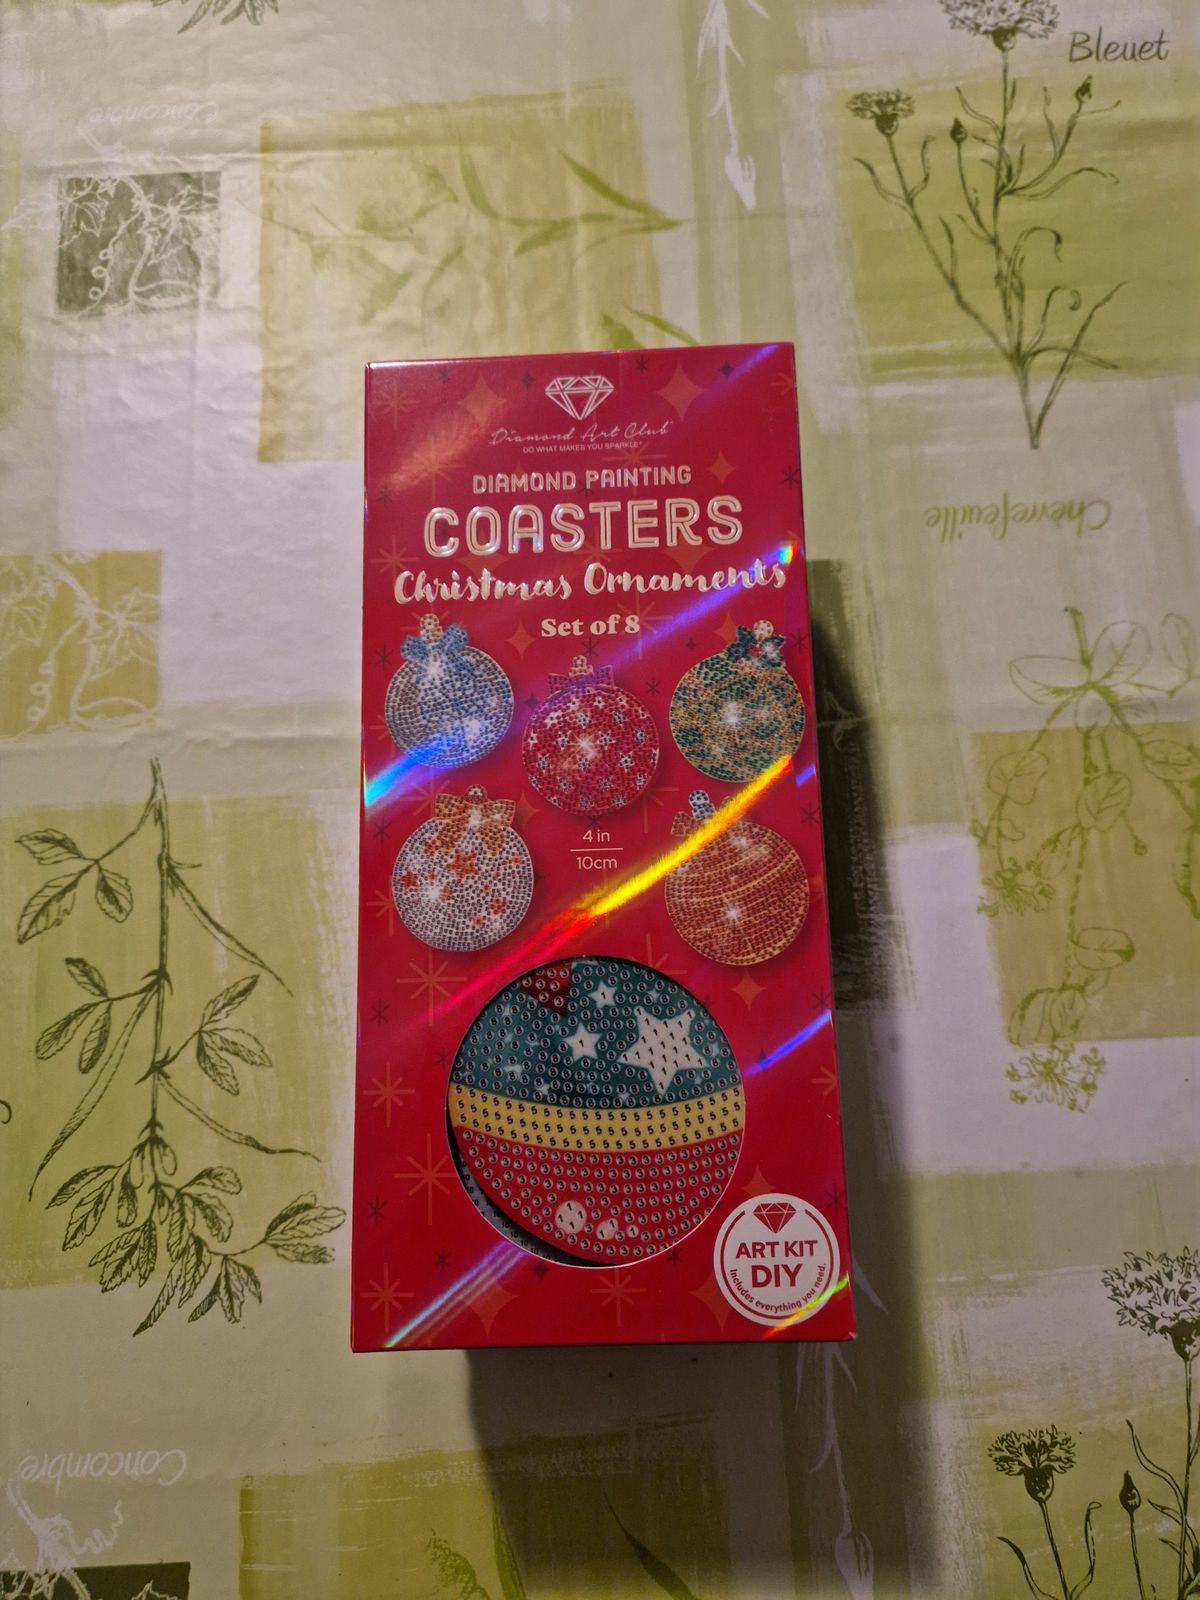 Bleuet
Concombre
Diamond Art Club
DO WHAT MAKES YOU SPARKLE
DIAMOND PAINTING
COASTERS
Christmas Ornaments
Set of 8
Chèvrefeuille
4 in
10cm
ART KIT
DIY
Includes everything you need.
Concombre